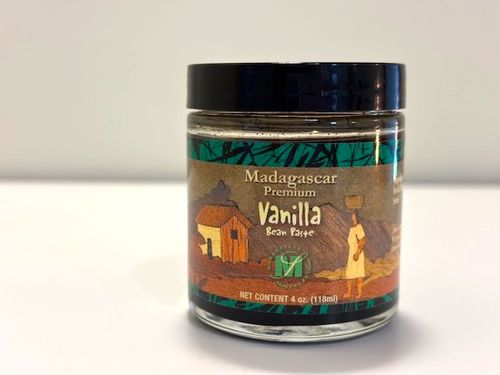 Madagascar
Premium
Vanilla
Bean Paste
M
NET CONTENT 4 oz. (118ml)